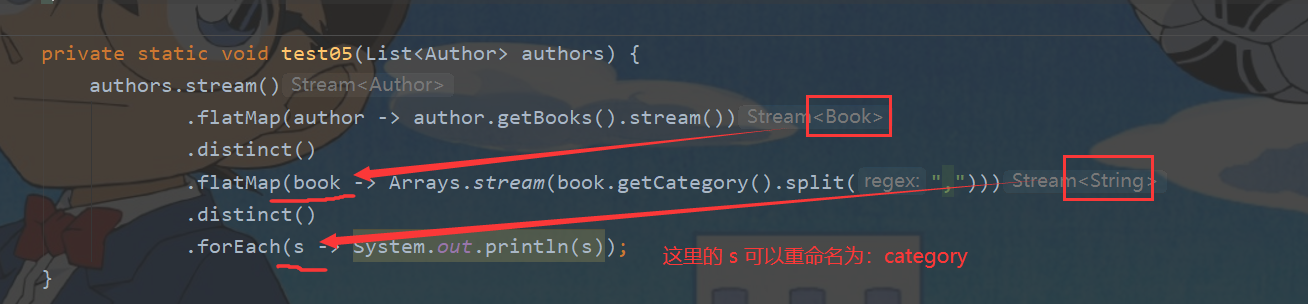 private static void test05(List<Author> authors) {
authors.stream() Stream<Author>
.flatMap(author -> author.getBooks().stream()) Stream<Book>
.distinct()
.flatMap(book -> Arrays.stream(book.getCategory().split( regex: ","))) Stream<String>
.distinct()
.forEach(s -> System.out.println(s));
这里的 s 可以重命名为：category
}